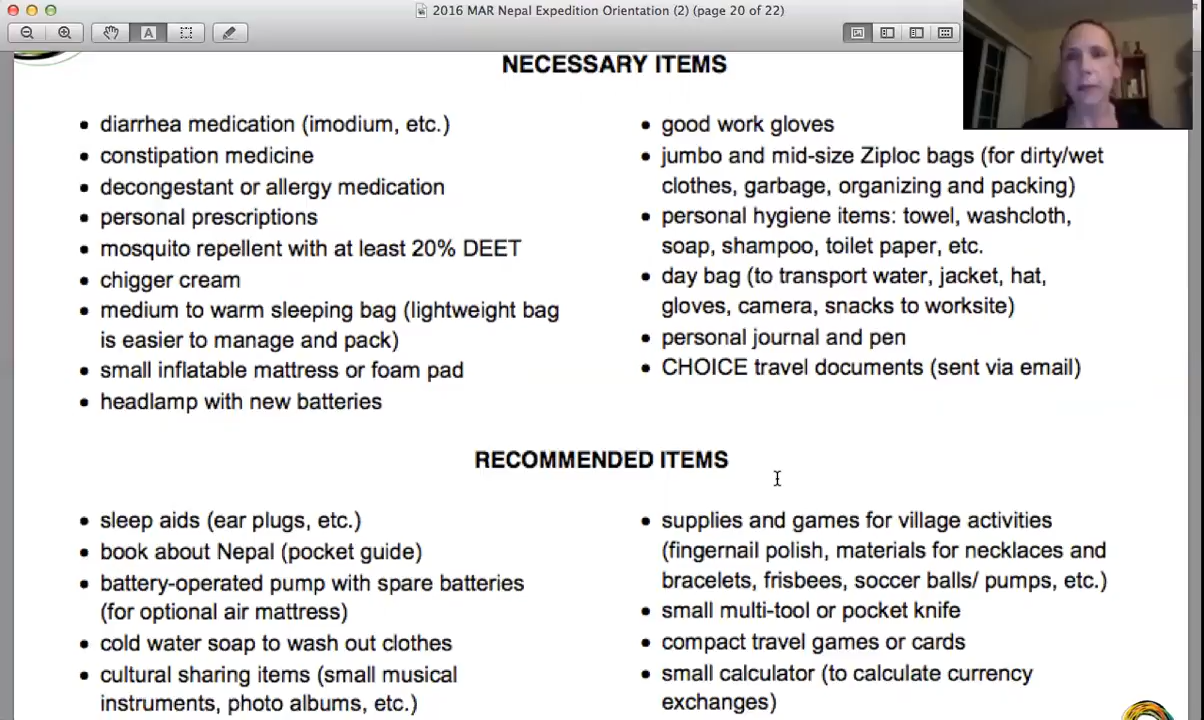 2016 MAR Nepal Expedition Orientation (2) (page 20 of 22)
A
NECESSARY ITEMS
• diarrhea medication (imodium, etc.)
• constipation medicine
• decongestant or allergy medication
• personal prescriptions
• mosquito repellent with at least 20% DEET
• chigger cream
• medium to warm sleeping bag (lightweight bag
is easier to manage and pack)
• small inflatable mattress or foam pad
• headlamp with new batteries
• good work gloves
• jumbo and mid-size Ziploc bags (for dirty/wet
clothes, garbage, organizing and packing)
• personal hygiene items: towel, washcloth,
soap, shampoo, toilet paper, etc.
• day bag (to transport water, jacket, hat,
gloves, camera, snacks to worksite)
• personal journal and pen
• CHOICE travel documents (sent via email)
RECOMMENDED ITEMS
• sleep aids (ear plugs, etc.)
• book about Nepal (pocket guide)
• battery-operated pump with spare batteries
(for optional air mattress)
• cold water soap to wash out clothes
• cultural sharing items (small musical
instruments, photo albums, etc.)
• supplies and games for village activities
(fingernail polish, materials for necklaces and
bracelets, frisbees, soccer balls/ pumps, etc.)
• small multi-tool or pocket knife
• compact travel games or cards
• small calculator (to calculate currency
exchanges)